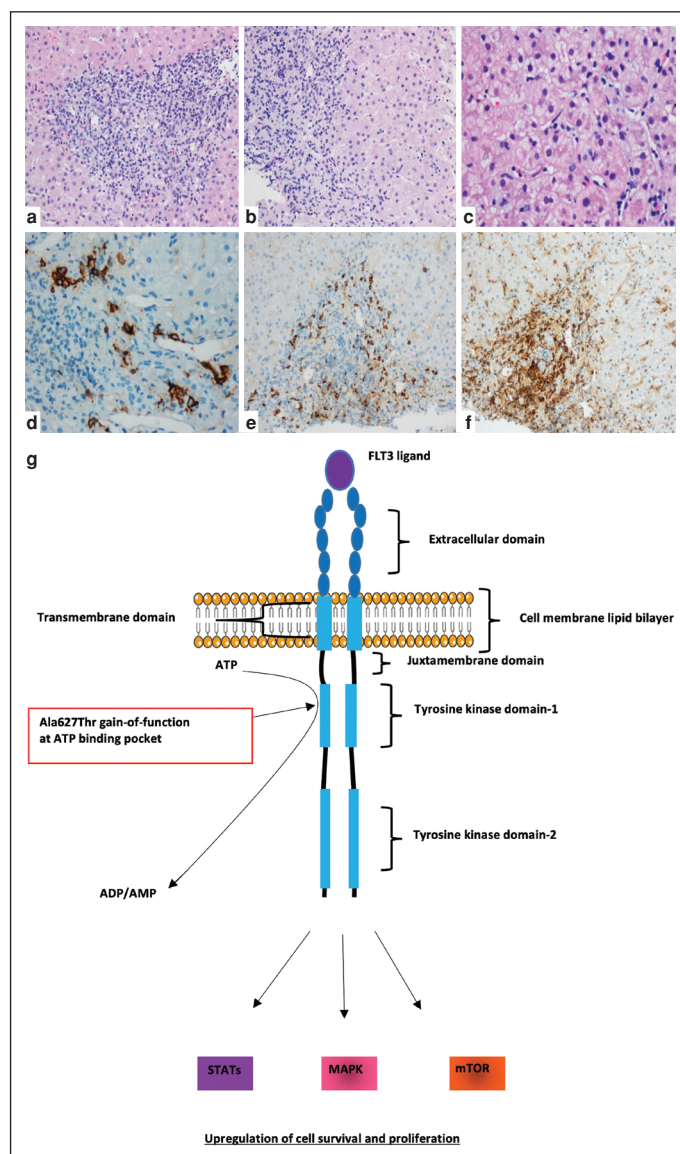 a
b
c
d
e
f
g
FLT3 ligand
Extracellular domain
Transmembrane domain
Cell membrane lipid bilayer
Juxtamembrane domain
ATP
Ala627Thr gain-of-function
at ATP binding pocket
Tyrosine kinase domain-1
Tyrosine kinase domain-2
ADP/AMP
STATs
MAPK
mTOR
Upregulation of cell survival and proliferation